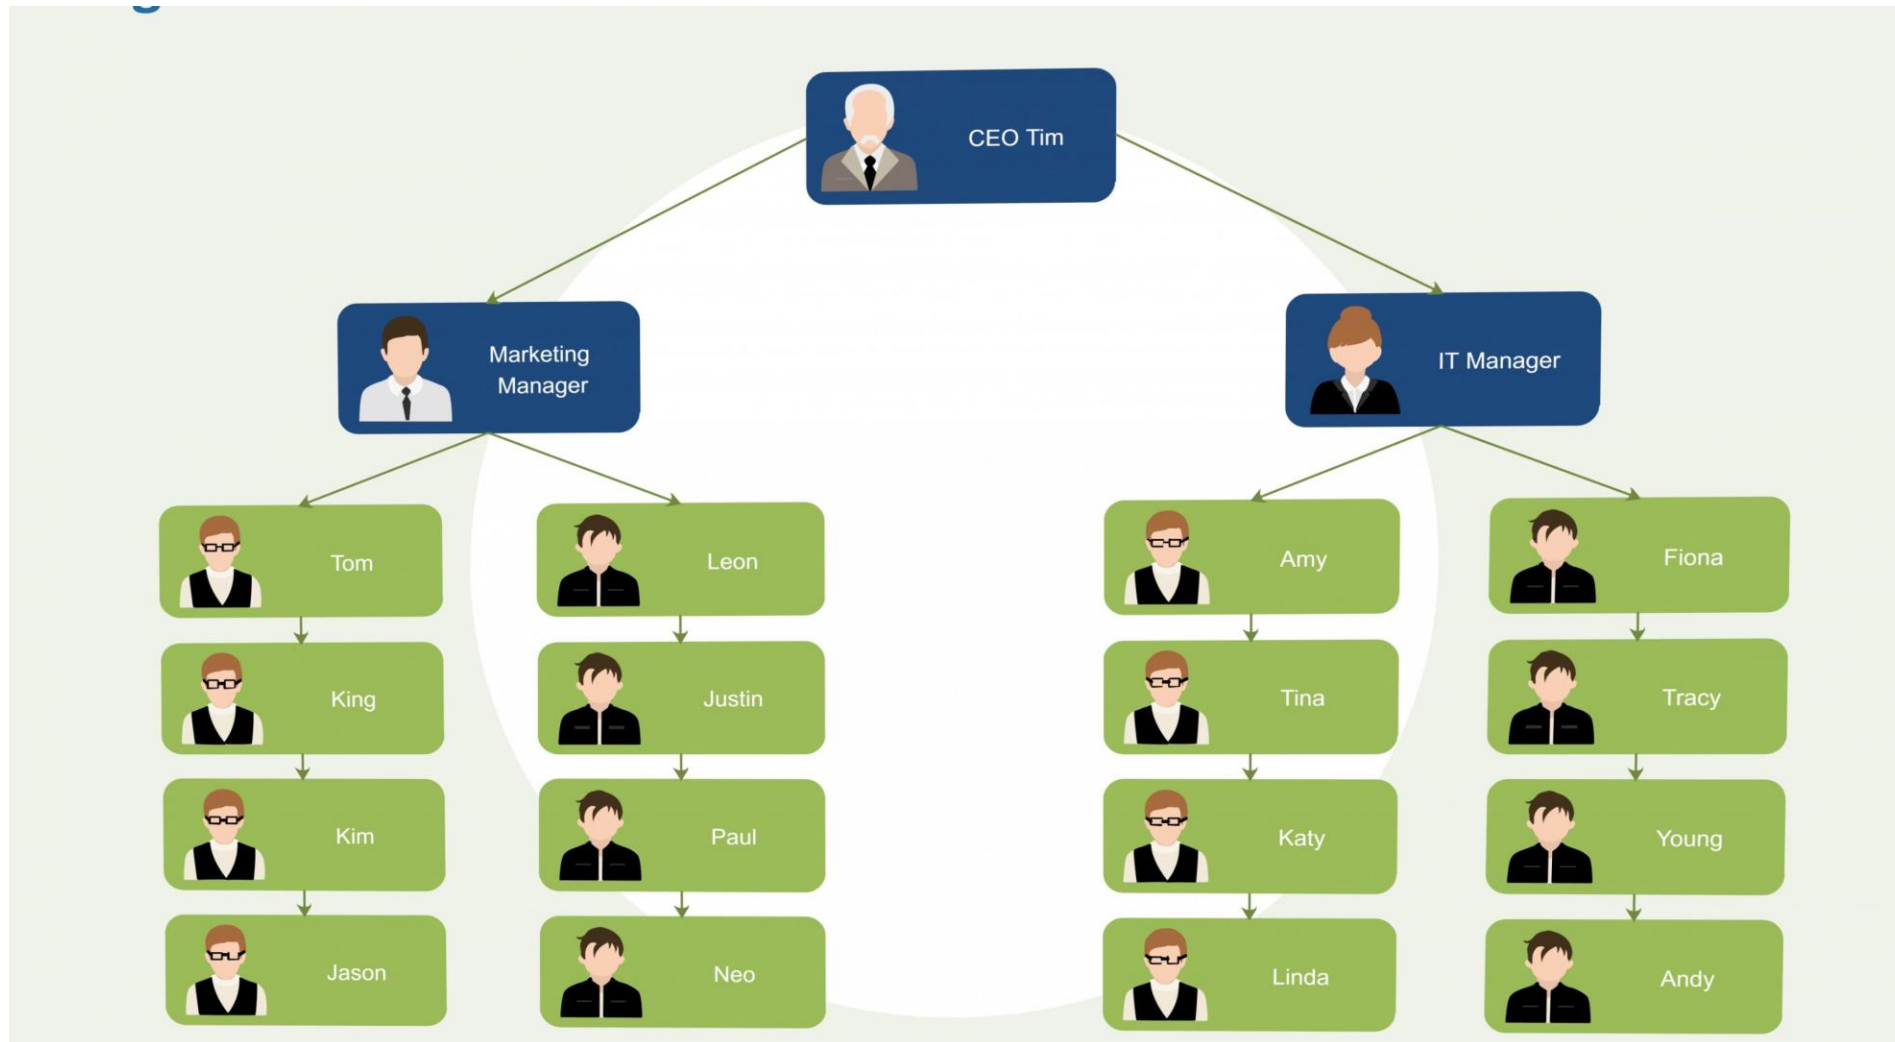 CEO Tim
Marketing
Manager
IT Manager
Tom
Leon
Amy
Fiona
King
Justin
Tina
Tracy
Kim
Paul
Katy
Young
Jason
Neo
Linda
Andy